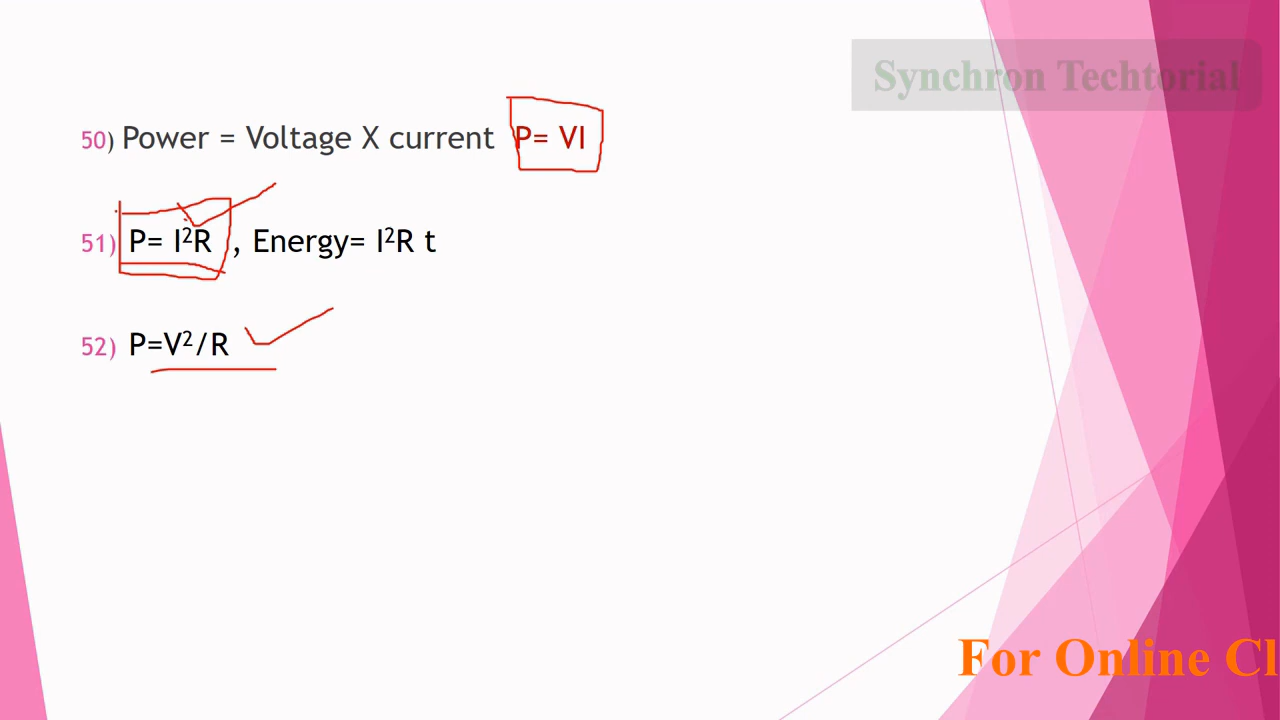 Synchron Techtorial
50) Power = Voltage X current P= VI
51) P= I²R , Energy= I²R t
52) P=V²/R
For Online Cl